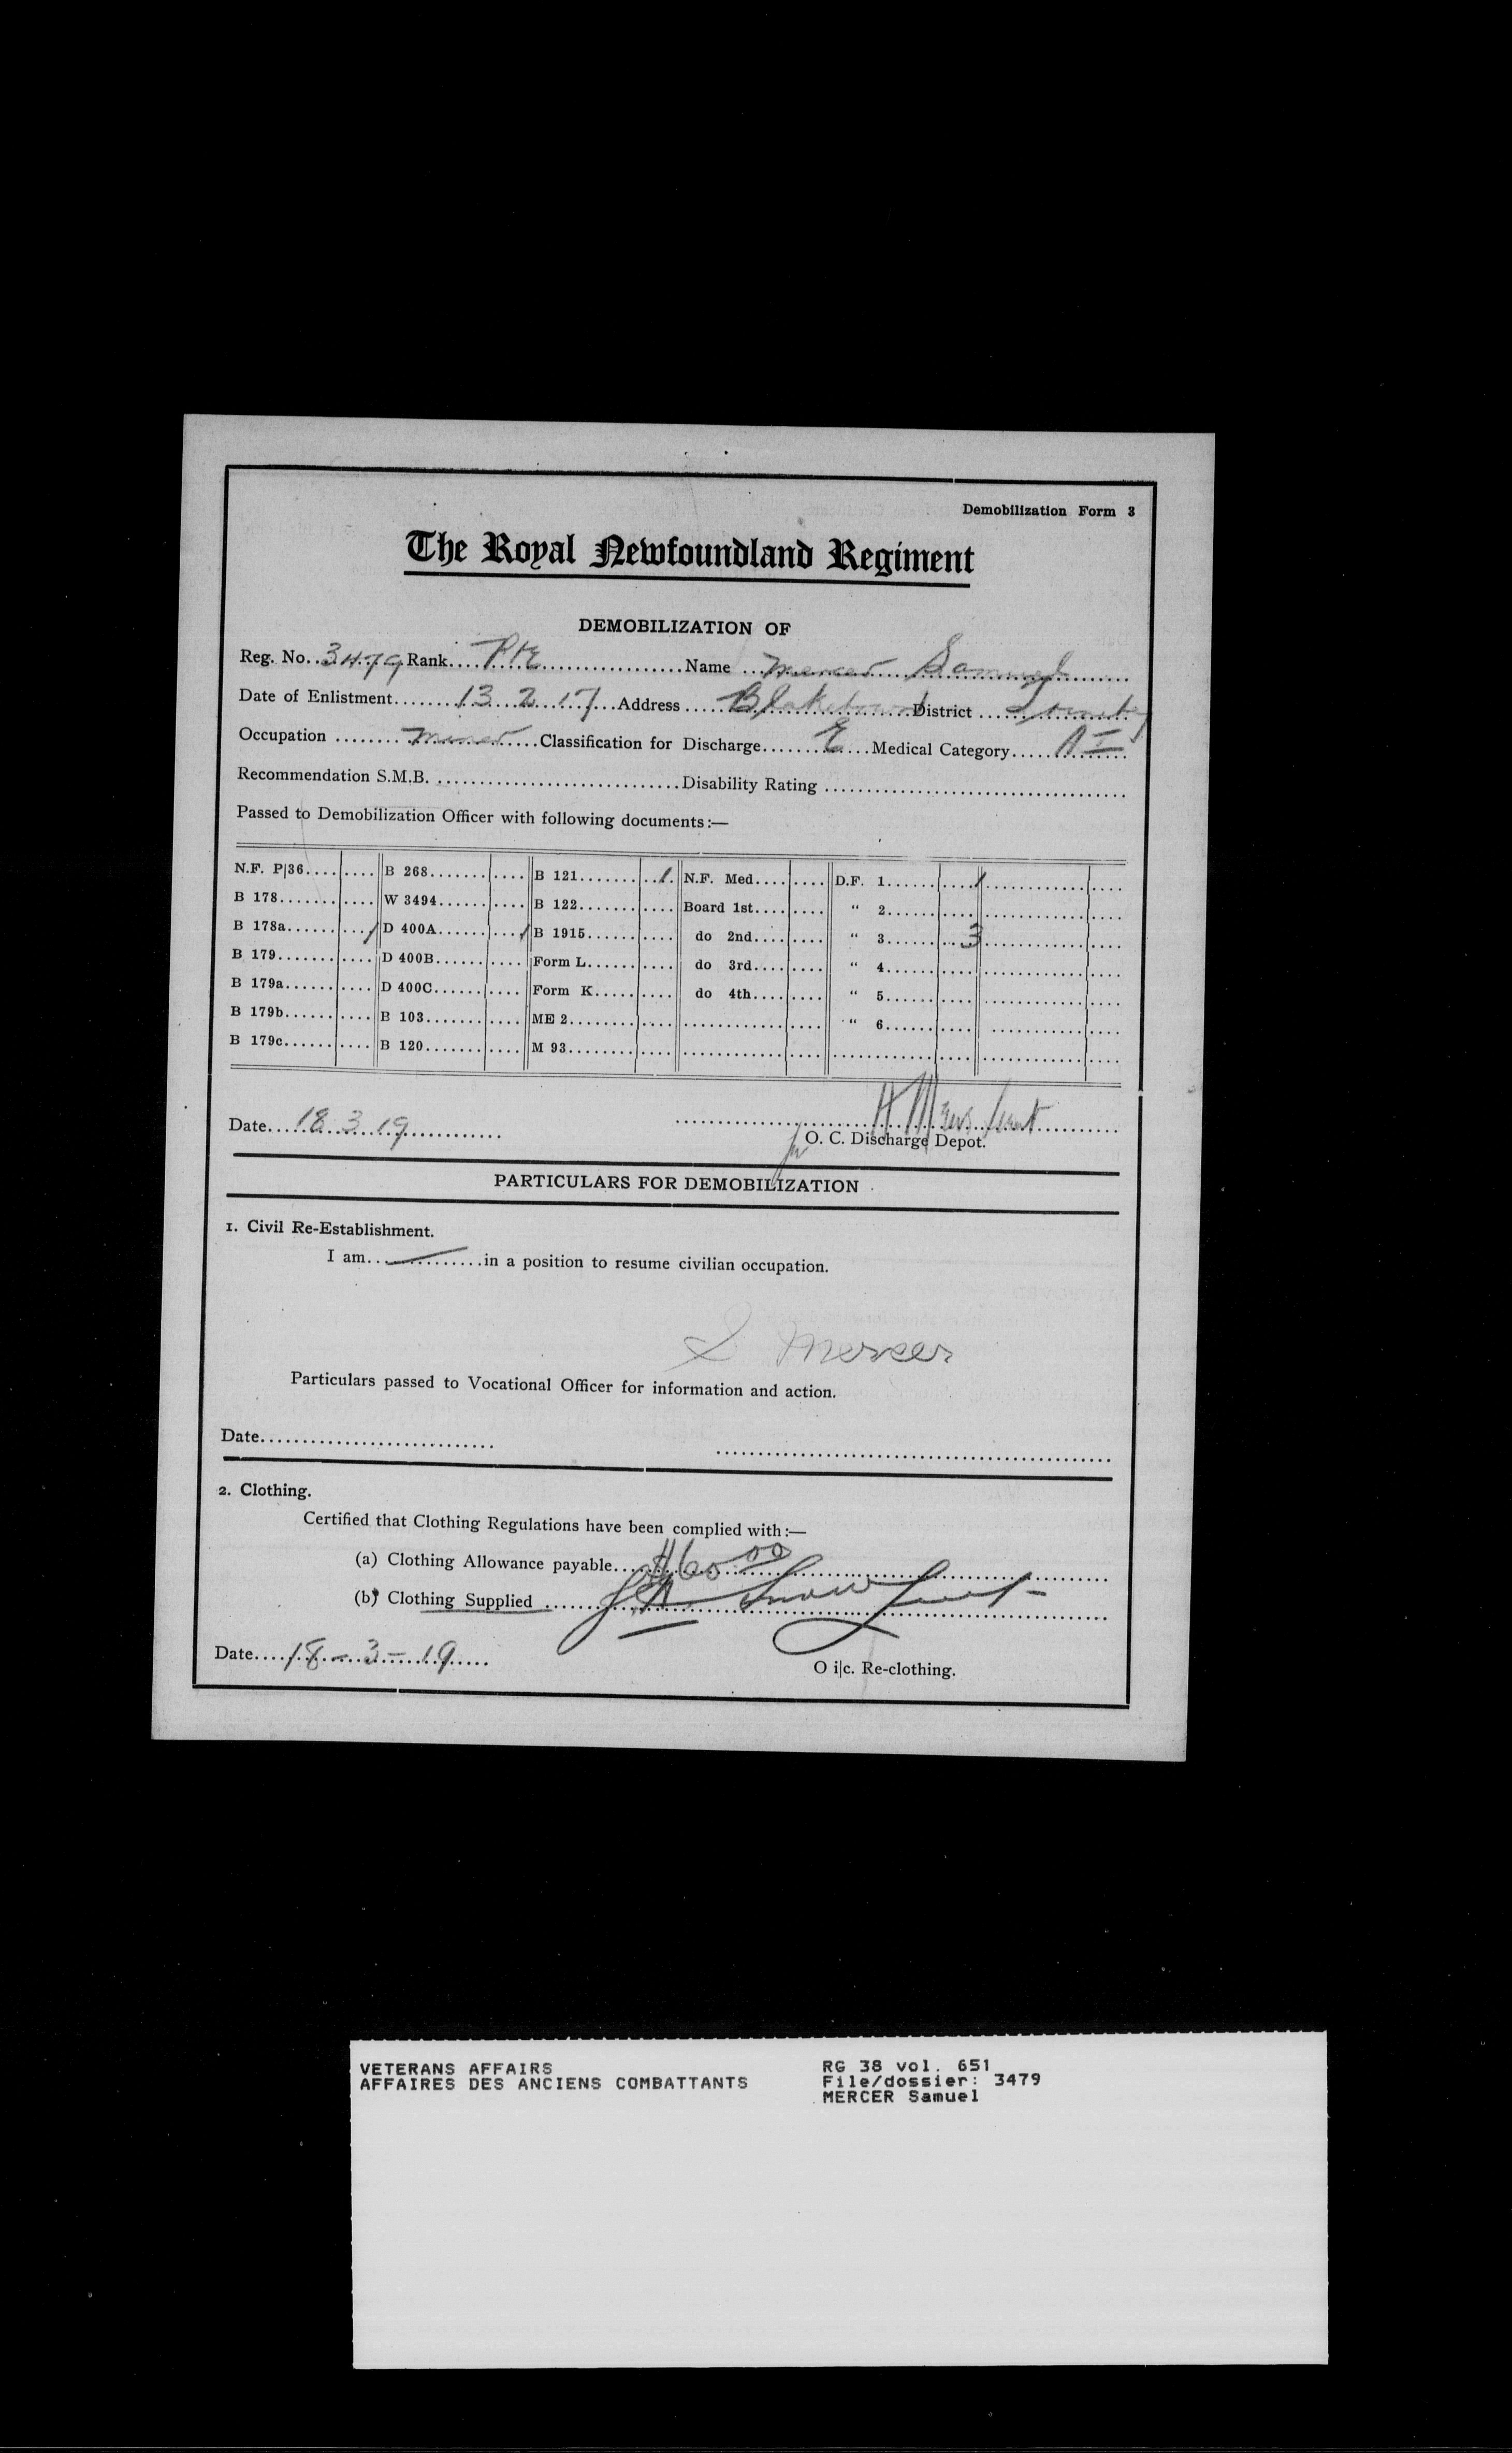 Demobilization Form 3
The Royal Newfoundland Regiment
DEMOBILIZATION OF
Reg. No. 3479 Rank Pte Name Mercer Samuel
Date of Enlistment 13 2 17 Address Blaketown District
Occupation Miner Classification for Discharge E Medical Category A I
Recommendation S.M.B. Disability Rating
Passed to Demobilization Officer with following documents:—
N.F. P|36 B 268 B 121 1 N.F. Med. D.F. 1 /
B 178 W 3494 B 122 Board 1st " 2
B 178a / D 400A / B 1915 do 2nd " 3 3
B 179 D 400B Form L do 3rd " 4
B 179a D 400C Form K do 4th " 5
B 179b B 103 ME 2 " 6
B 179c B 120 M 93
Date 18 3 19
for O. C. Discharge Depot.
PARTICULARS FOR DEMOBILIZATION
1. Civil Re-Establishment.
I am in a position to resume civilian occupation.
S Mercer
Particulars passed to Vocational Officer for information and action.
Date
2. Clothing.
Certified that Clothing Regulations have been complied with:—
(a) Clothing Allowance payable $60.00
(b) Clothing Supplied Snow Lieut
Date 18-3-19
O i|c. Re-clothing.
VETERANS AFFAIRS RG 38 vol. 651
AFFAIRES DES ANCIENS COMBATTANTS File/dossier: 3479
MERCER Samuel